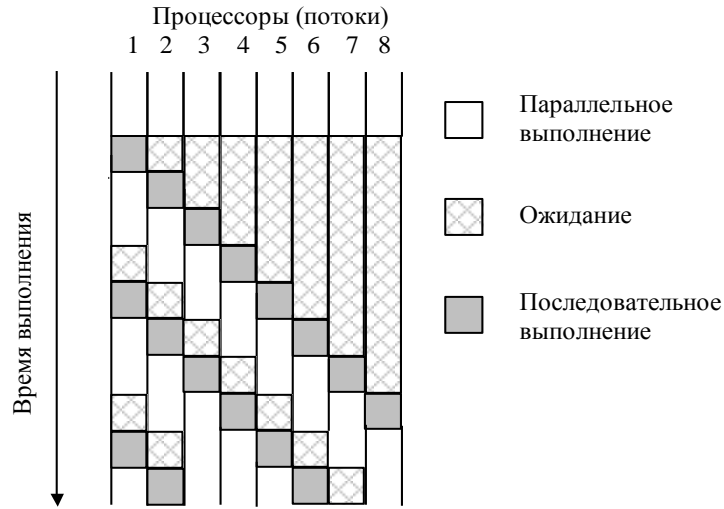 Процессоры (потоки)
1 2 3 4 5 6 7 8
Время выполнения
Параллельное
выполнение
Ожидание
Последовательное
выполнение